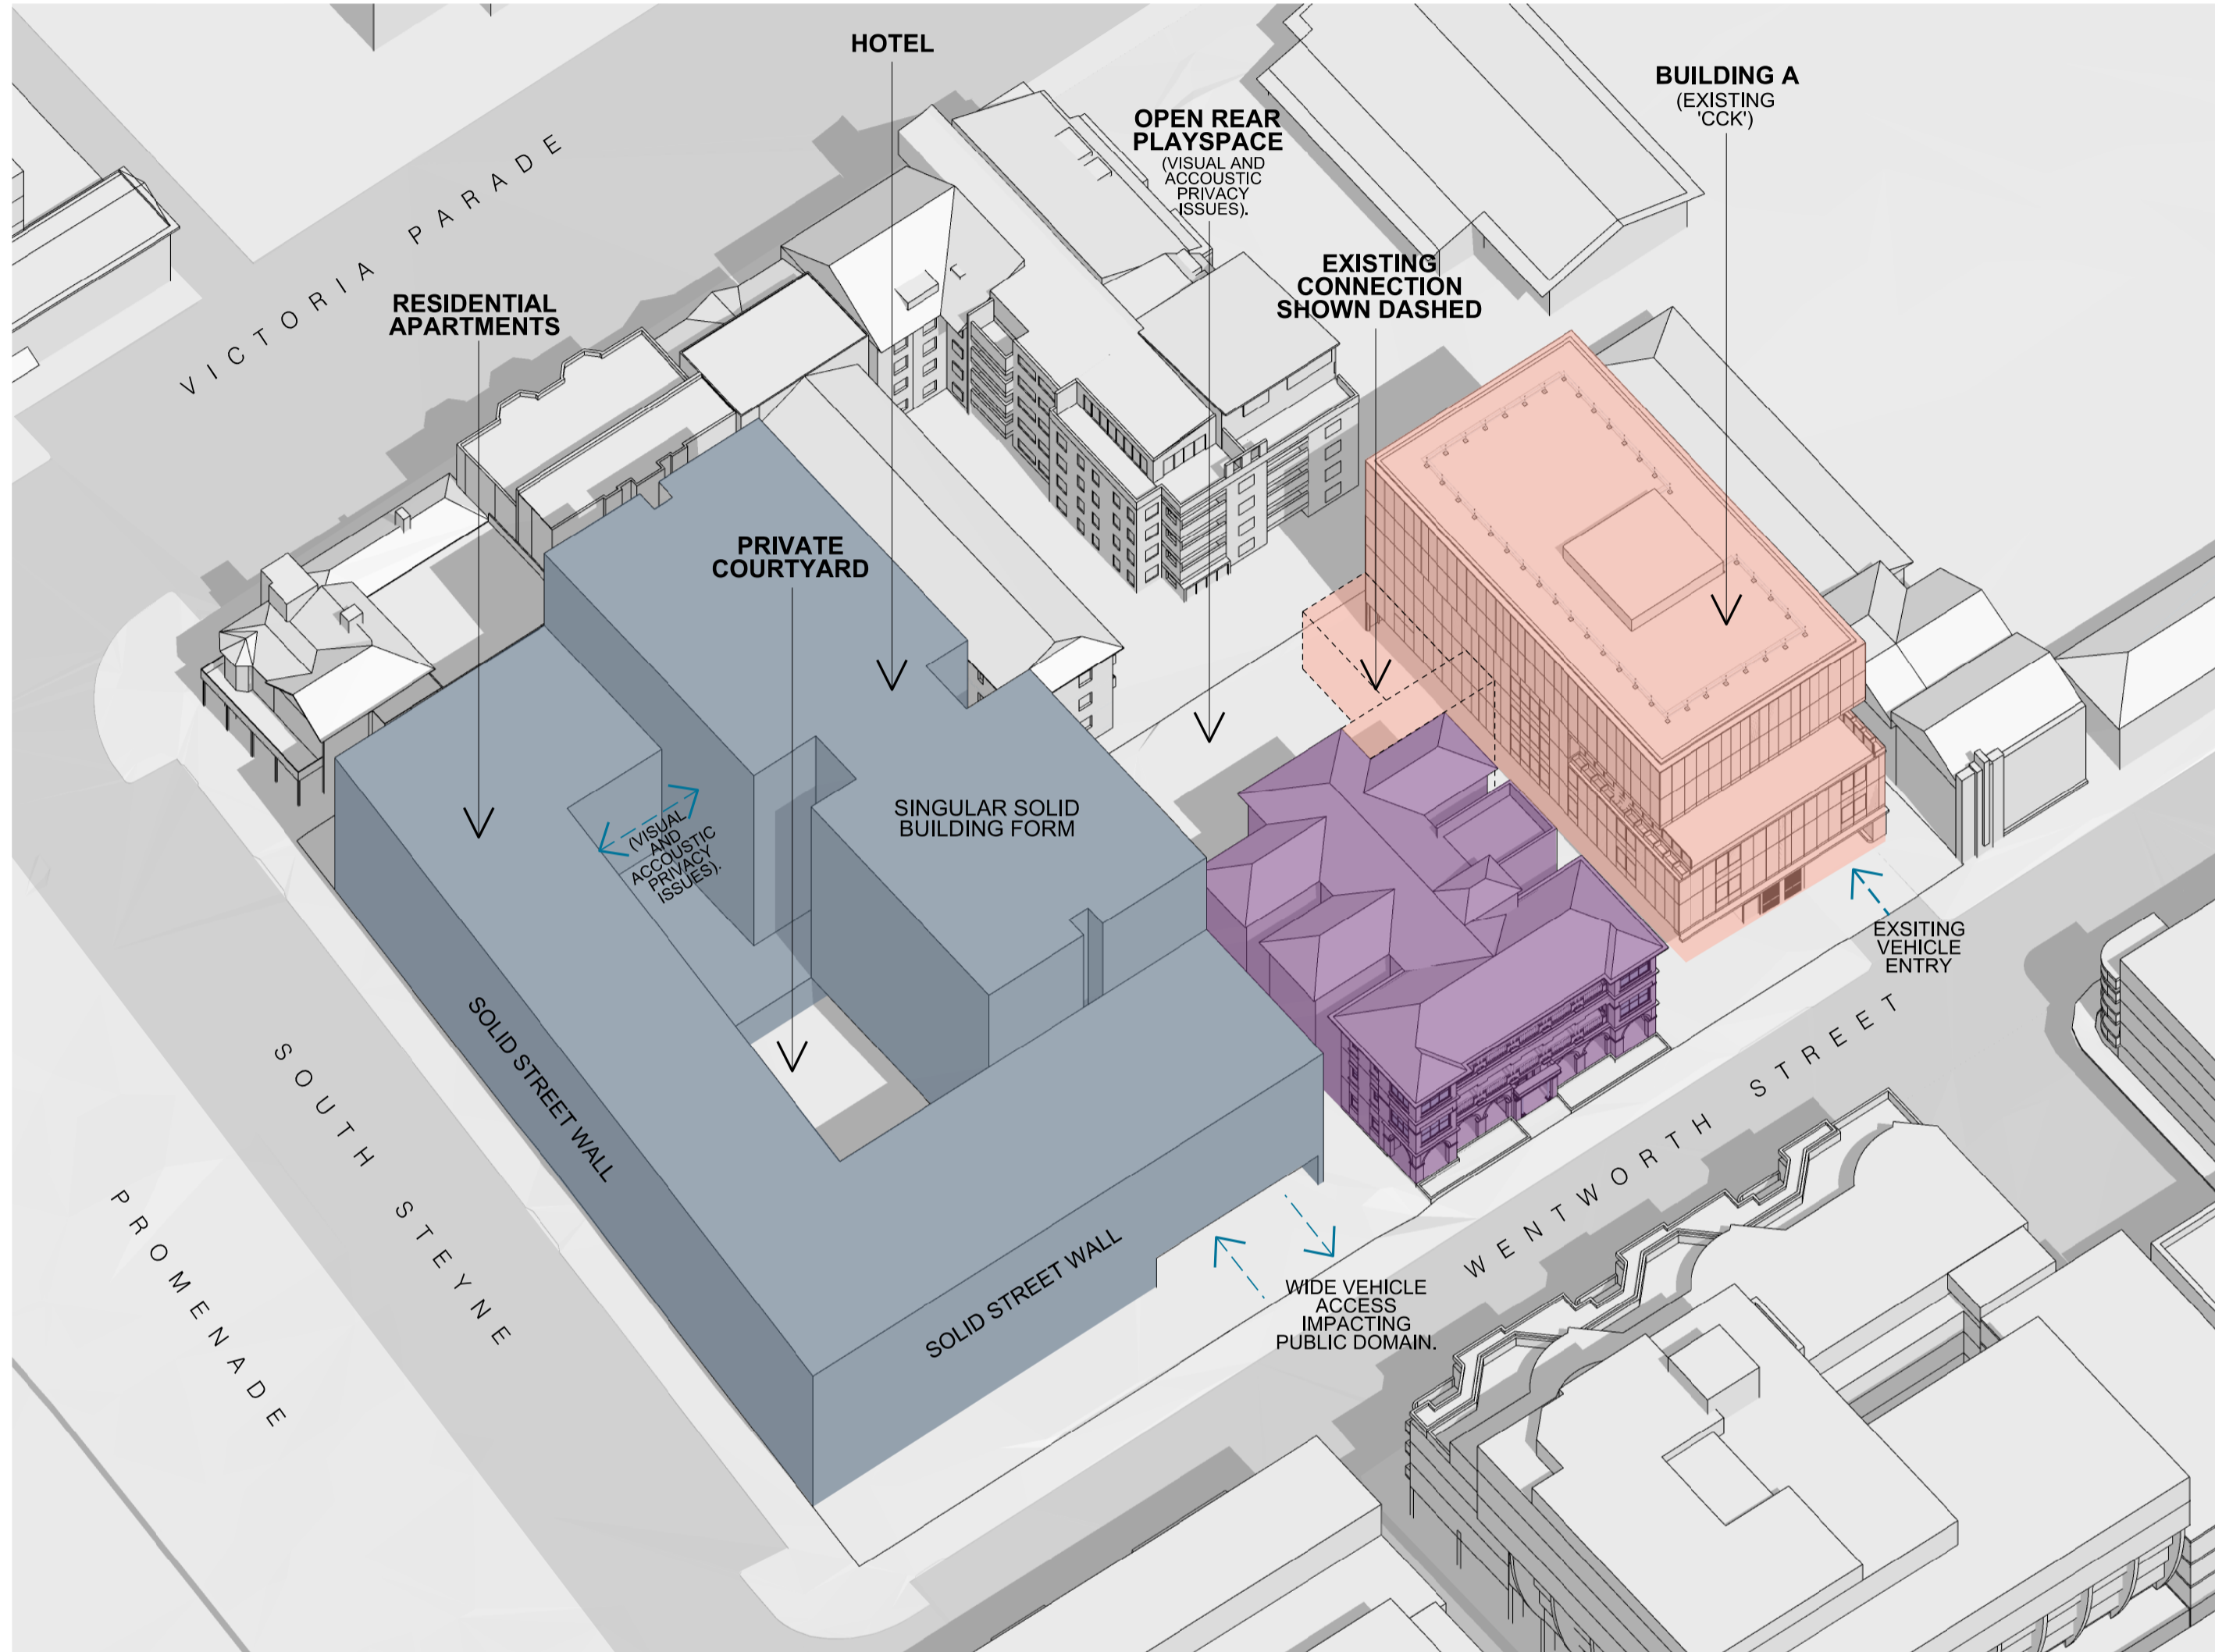 HOTEL
BUILDING A
(EXISTING
'CCK')
OPEN REAR
PLAYSPACE
(VISUAL AND
ACCOUSTIC
PRIVACY
ISSUES).
VICTORIA PARADE
EXISTING
CONNECTION
SHOWN DASHED
RESIDENTIAL
APARTMENTS
PRIVATE
COURTYARD
SINGULAR SOLID
BUILDING FORM
(VISUAL
AND
ACCOUSTIC
PRIVACY
ISSUES).
EXSITING
VEHICLE
ENTRY
SOLID STREET WALL
SOUTH STEYNE
WENTWORTH STREET
PROMENADE
SOLID STREET WALL
WIDE VEHICLE
ACCESS
IMPACTING
PUBLIC DOMAIN.